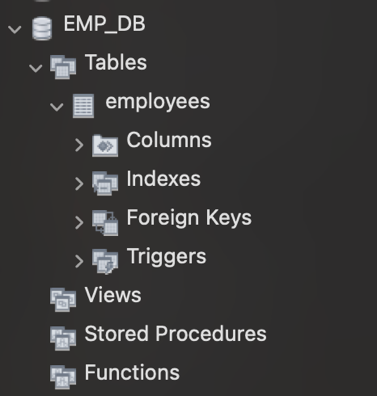 EMP_DB
Tables
employees
Columns
Indexes
Foreign Keys
Triggers
Views
Stored Procedures
Functions